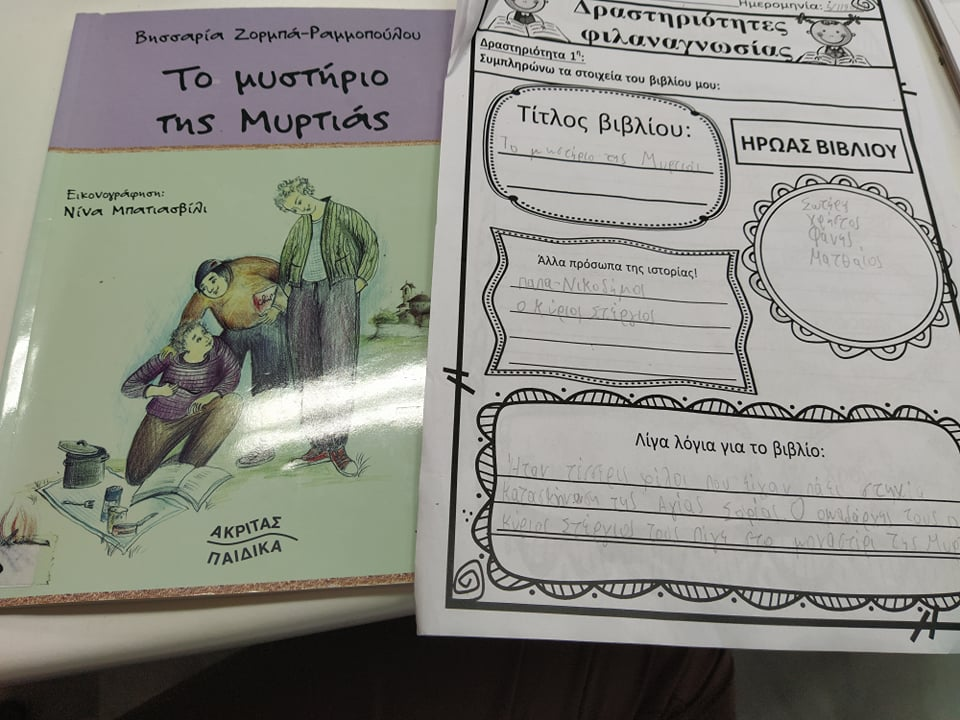 Βησσαρία Ζορμπά-Ραμμοπούλου
Το μυστήριο
της Μυρτιάς
Εικονογράφηση:
Νίνα Μπατιασβίλι
ΑΚΡΙΤΑΣ
ΠΑΙΔΙΚΑ
Ημερομηνία:
Δραστηριότητες
φιλαναγνωσίας
Δραστηριότητα 1η:
Συμπληρώνω τα στοιχεία του βιβλίου μου:
Τίτλος βιβλίου:
Το μυστήριο της Μυρτιάς
ΗΡΩΑΣ ΒΙΒΛΙΟΥ
Σωτήρη
Χρήστος
Φάνης
Ματθαίος
Άλλα πρόσωπα της ιστορίας!
παπα-Νικοδήμος
ο Κύριος Στέργιος
Λίγα λόγια για το βιβλίο:
Ήταν τέσσερις φίλοι που είχαν πάει στην
κατασκήνωση της Αγίας Σοφίας Ο ομαδάρχης τους
κύριος Στέργιος τους πήγε στο μοναστήρι της